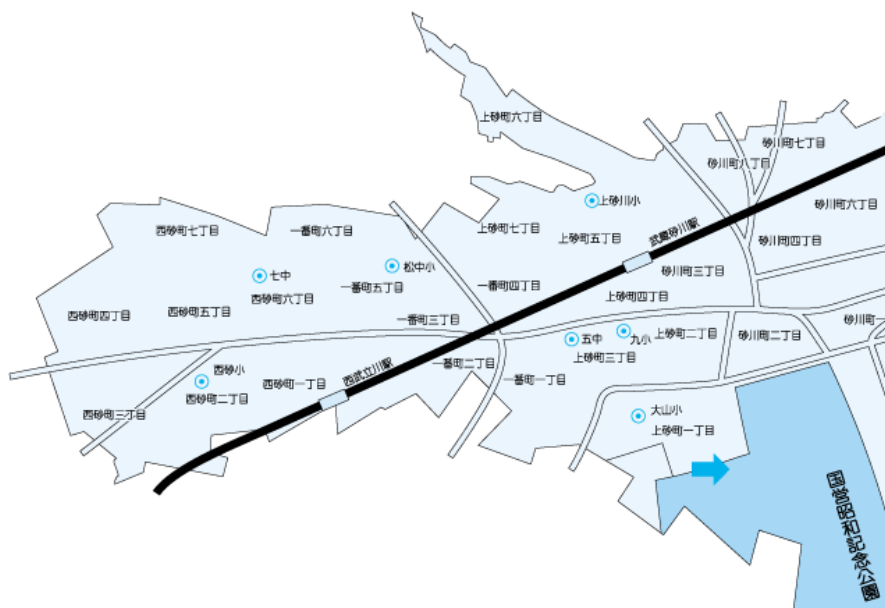 上砂町六丁目
砂川町七丁目
砂川町八丁目
上砂川小
砂川町六丁目
西砂町七丁目
一番町六丁目
上砂町七丁目
上砂町五丁目
武蔵砂川駅
砂川町四丁目
七中
松中小
砂川町三丁目
西砂町六丁目
一番町五丁目
一番町四丁目
上砂町四丁目
西砂町四丁目
西砂町五丁目
一番町三丁目
五中
九小
上砂町二丁目
砂川町二丁目
砂川町一
西砂小
西砂町一丁目
西武立川駅
一番町二丁目
上砂町三丁目
一番町一丁目
西砂町三丁目
西砂町二丁目
大山小
上砂町一丁目
国営昭和記念公園